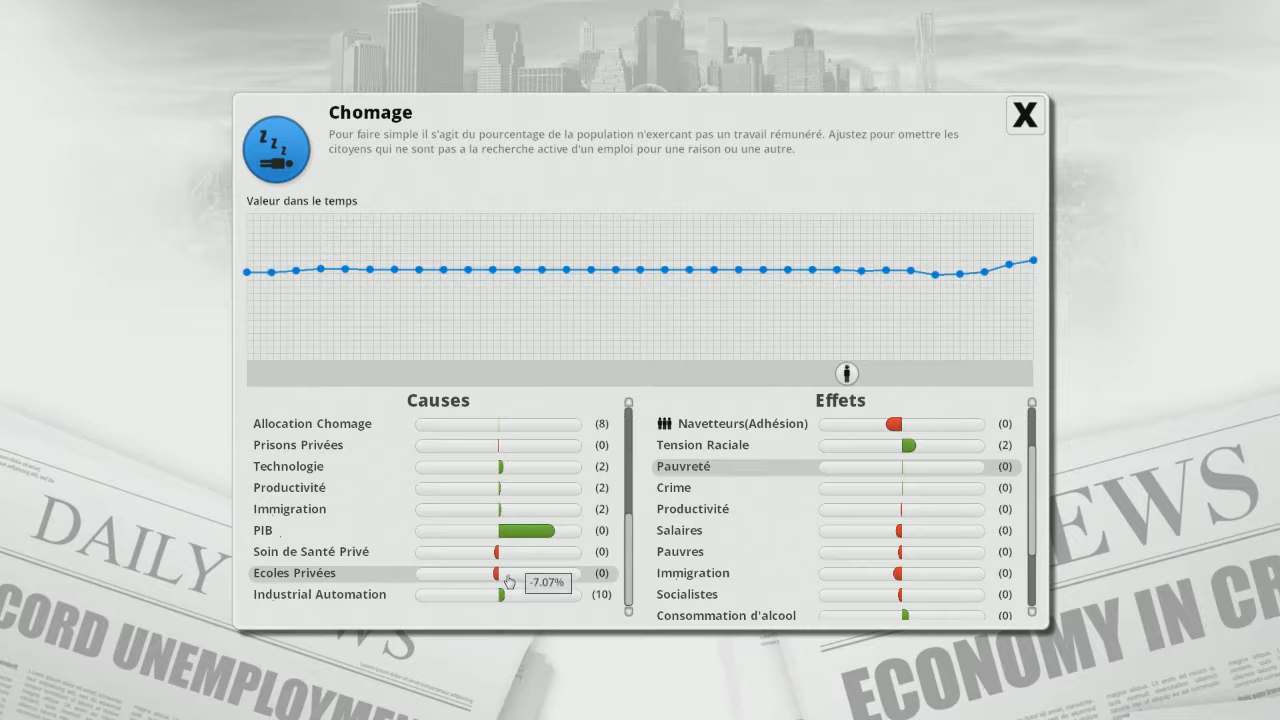 Chomage
X
Pour faire simple il s'agit du pourcentage de la population n'exercant pas un travail rémunéré. Ajustez pour omettre les
citoyens qui ne sont pas a la recherche active d'un emploi pour une raison ou une autre.
z z z
Valeur dans le temps
Causes
Allocation Chomage (8)
Prisons Privées (0)
Technologie (2)
Productivité (2)
Immigration (2)
PIB (0)
Soin de Santé Privé (0)
Ecoles Privées (0)
-7.07%
Industrial Automation (10)
Effets
Navetteurs(Adhésion) (0)
Tension Raciale (2)
Pauvreté (0)
Crime (0)
Productivité (0)
Salaires (0)
Pauvres (0)
Immigration (0)
Socialistes (0)
Consommation d'alcool (0)
DAILY
NEWS
CORD UNEMPLOYME
EWS
ECONOMY IN CR